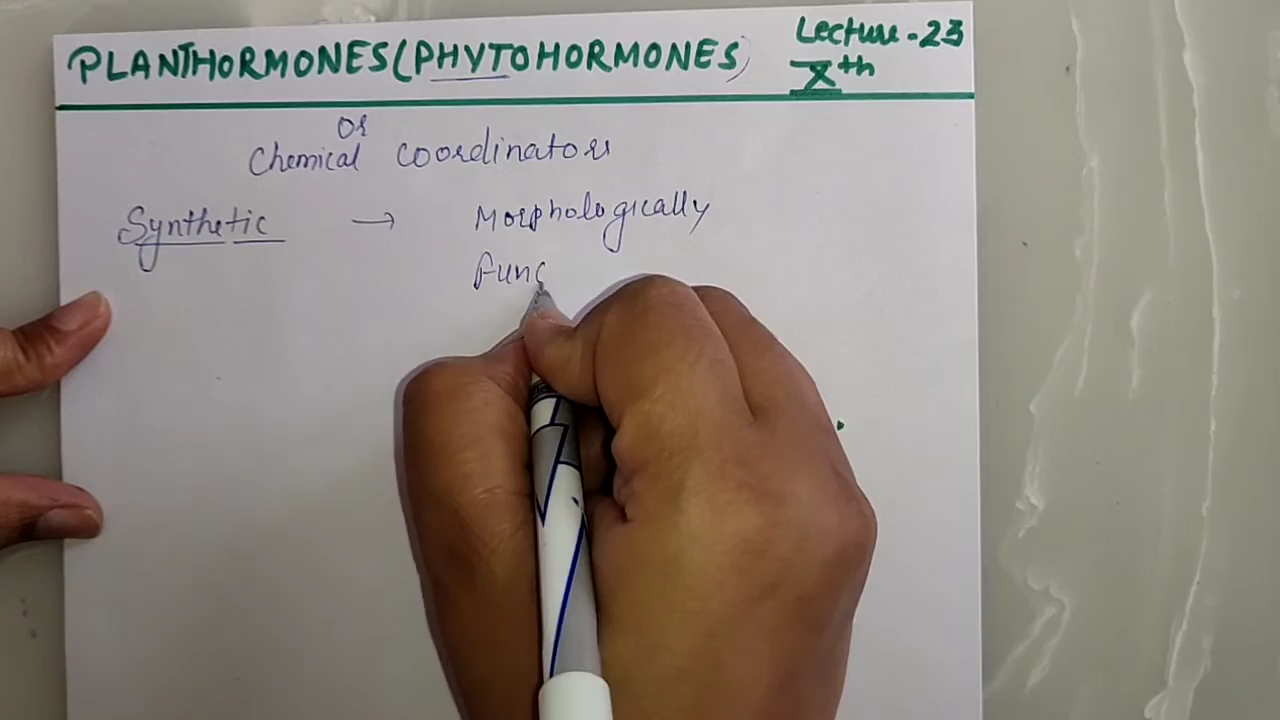 PLANTHORMONES (PHYTOHORMONES)
Lecture-23
Xth
Or
Chemical coordinators
Synthetic → Morphologically
Func